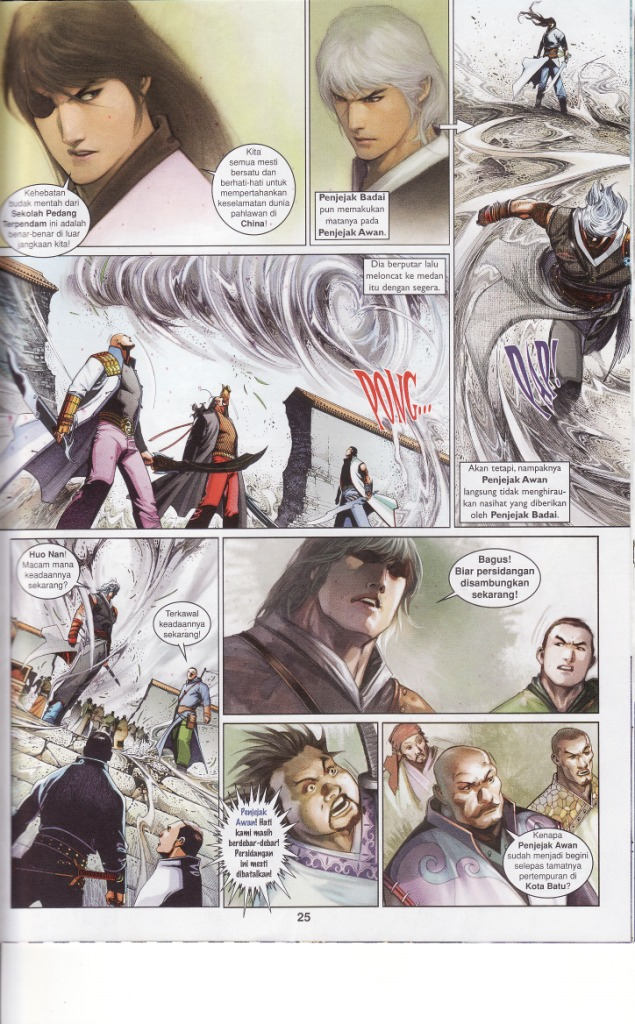 Kehebatan
budak mentah dari
Sekolah Pedang
Terpendam ini adalah
benar-benar di luar
jangkaan kita!
Kita
semua mesti
bersatu dan
berhati-hati untuk
mempertahankan
keselamatan dunia
pahlawan di
China! -
Penjejak Badai
pun memakukan
matanya pada
Penjejak Awan.
Dia berputar lalu
meloncat ke medan
itu dengan segera.
PONG...
PAP!
Akan tetapi, nampaknya
Penjejak Awan
langsung tidak menghirau-
kan nasihat yang diberikan
oleh Penjejak Badai.
Huo Nan!
Macam mana
keadaannya
sekarang?
Terkawal
keadaannya
sekarang!
Bagus!
Biar persidangan
disambungkan
sekarang!
Penjejak
Awan! Hati
kami masih
berdebar-debar!
Persidangan
ini mesti
dibatalkan!
Kenapa
Penjejak Awan
sudah menjadi begini
selepas tamatnya
pertempuran di
Kota Batu?
25